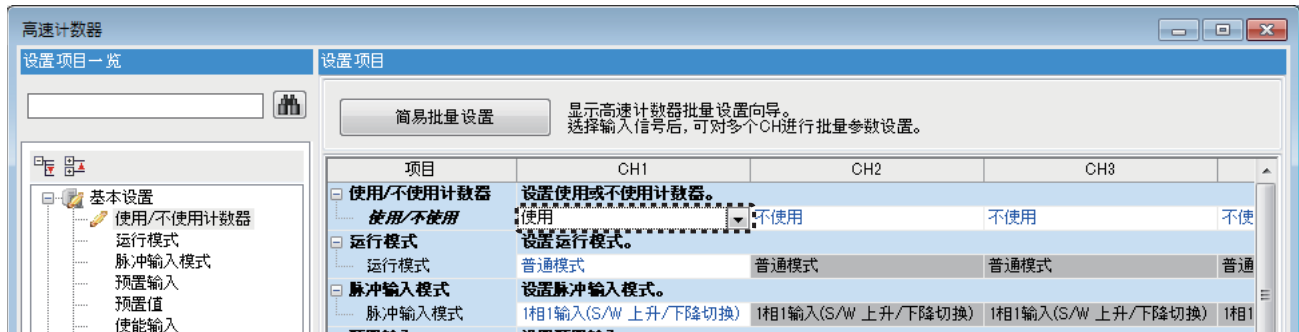 高速计数器
设置项目一览
设置项目
简易批量设置
显示高速计数器批量设置向导。
选择输入信号后,可对多个CH进行批量参数设置。
项目 CH1 CH2 CH3
基本设置
使用/不使用计数器
运行模式
脉冲输入模式
预置输入
预置值
使能输入
使用/不使用计数器 设置使用或不使用计数器。
使用/不使用 使用 不使用 不使用 不使
运行模式 设置运行模式。
运行模式 普通模式 普通模式 普通模式 普通
脉冲输入模式 设置脉冲输入模式。
脉冲输入模式 1相1输入(S/W 上升/下降切换) 1相1输入(S/W 上升/下降切换) 1相1输入(S/W 上升/下降切换) 1相1